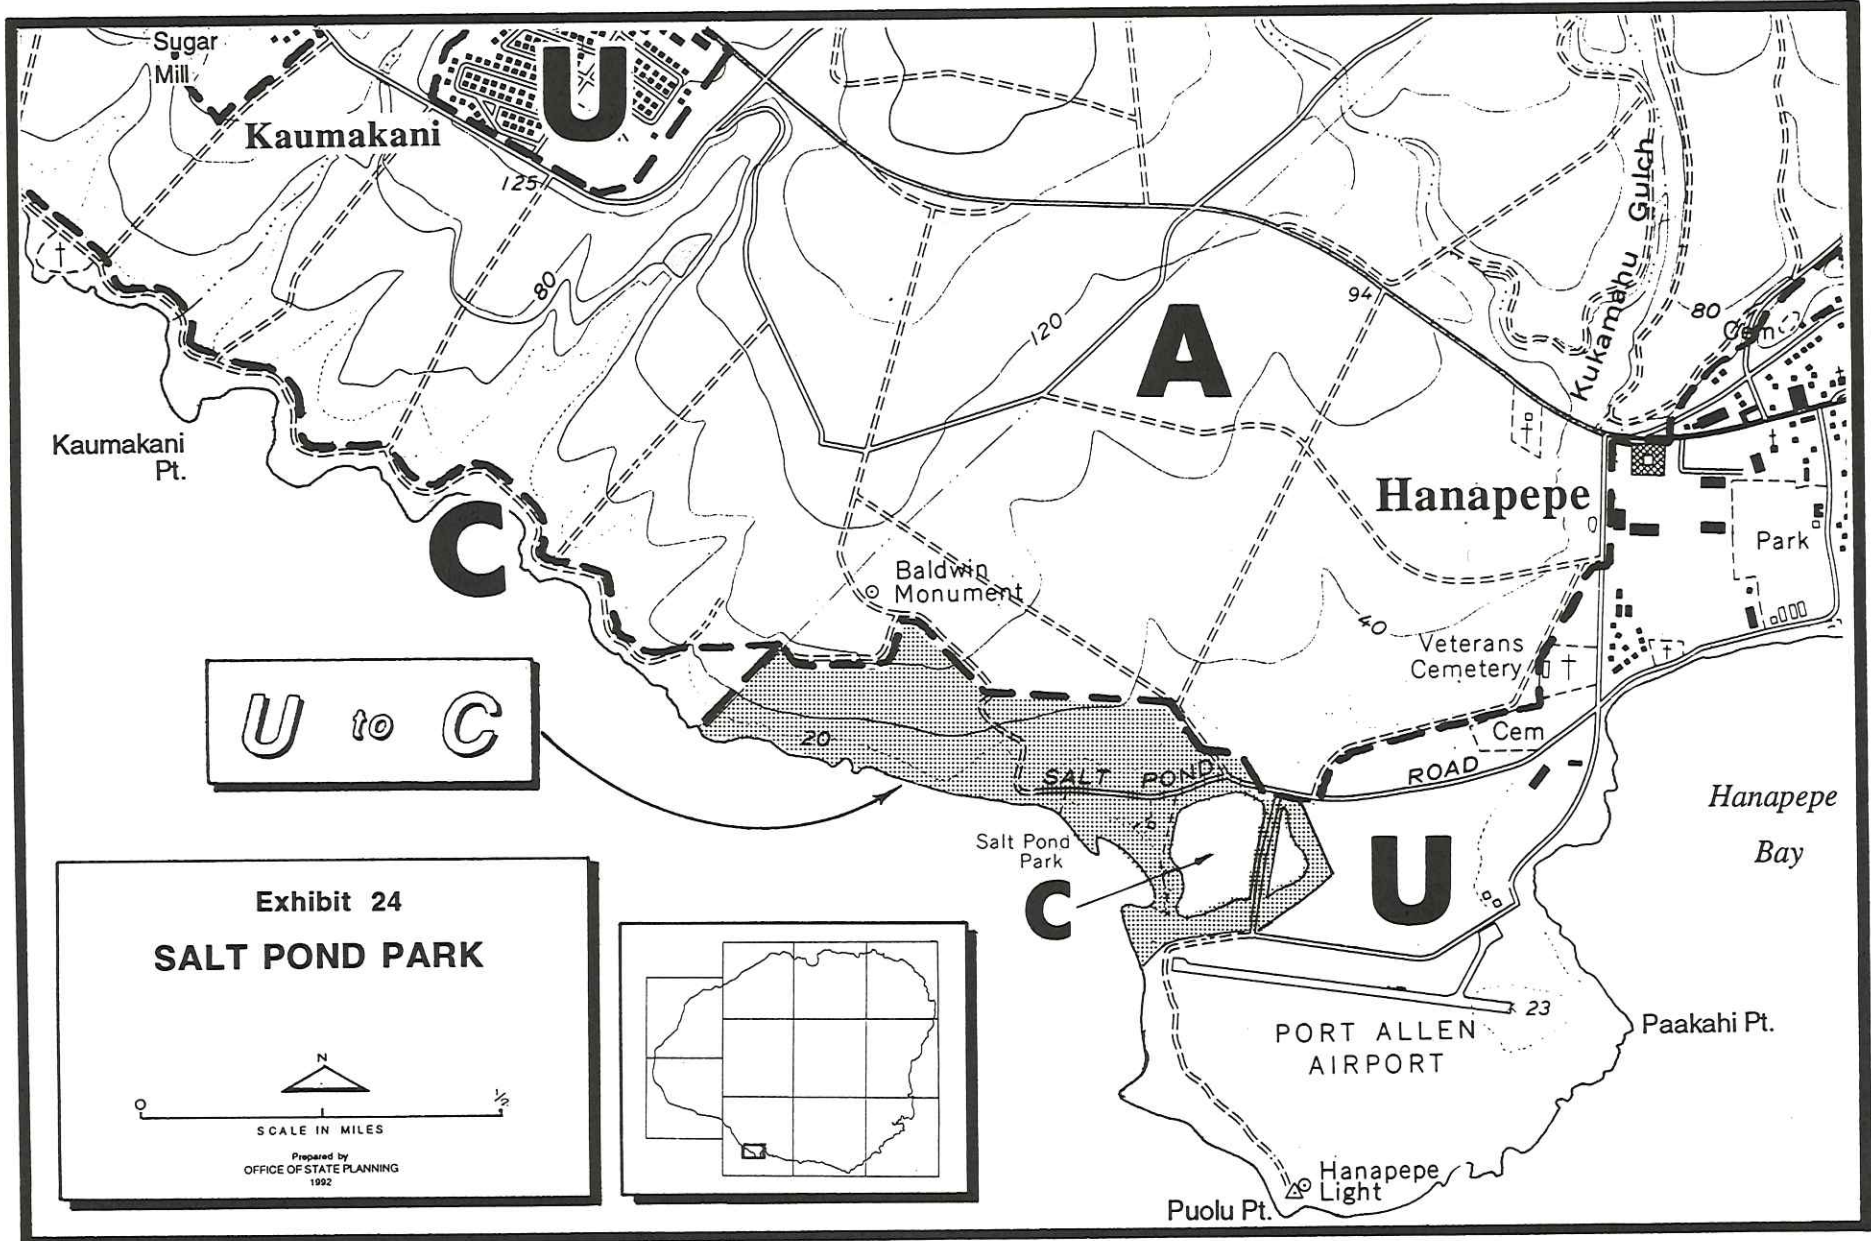 Sugar
Mill
U
Kaumakani
125
80
120
A
94
Kukamahu Gulch
80
Cem
Kaumakani
Pt.
C
Hanapepe
Park
Baldwin
Monument
40
Veterans
Cemetery
U to C
20
SALT POND ROAD
Cem
Salt Pond
Park
C
U
Hanapepe
Bay
Exhibit 24
SALT POND PARK
N
0 1/2
SCALE IN MILES
Prepared by
OFFICE OF STATE PLANNING
1992
23
PORT ALLEN
AIRPORT
Paakahi Pt.
Hanapepe
Light
Puolu Pt.